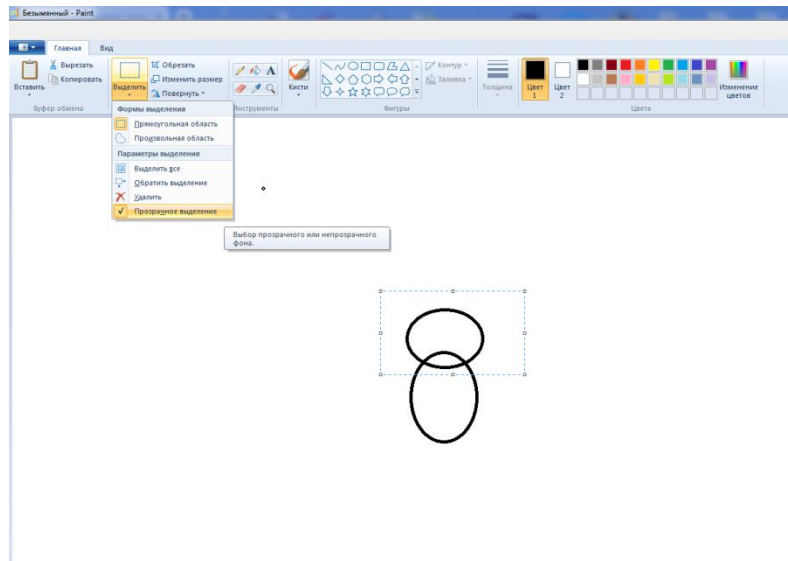 Безымянный - Paint
Главная Вид
Вставить
Вырезать
Копировать
Буфер обмена
Выделить
Обрезать
Изменить размер
Повернуть
Инструменты
Кисти
Контур
Заливка
Фигуры
Толщина
Цвет 1
Цвет 2
Изменение цветов
Цвета
Формы выделения
Прямоугольная область
Произвольная область
Параметры выделения
Выделить все
Обратить выделение
Удалить
Прозрачное выделение
Выбор прозрачного или непрозрачного
фона.